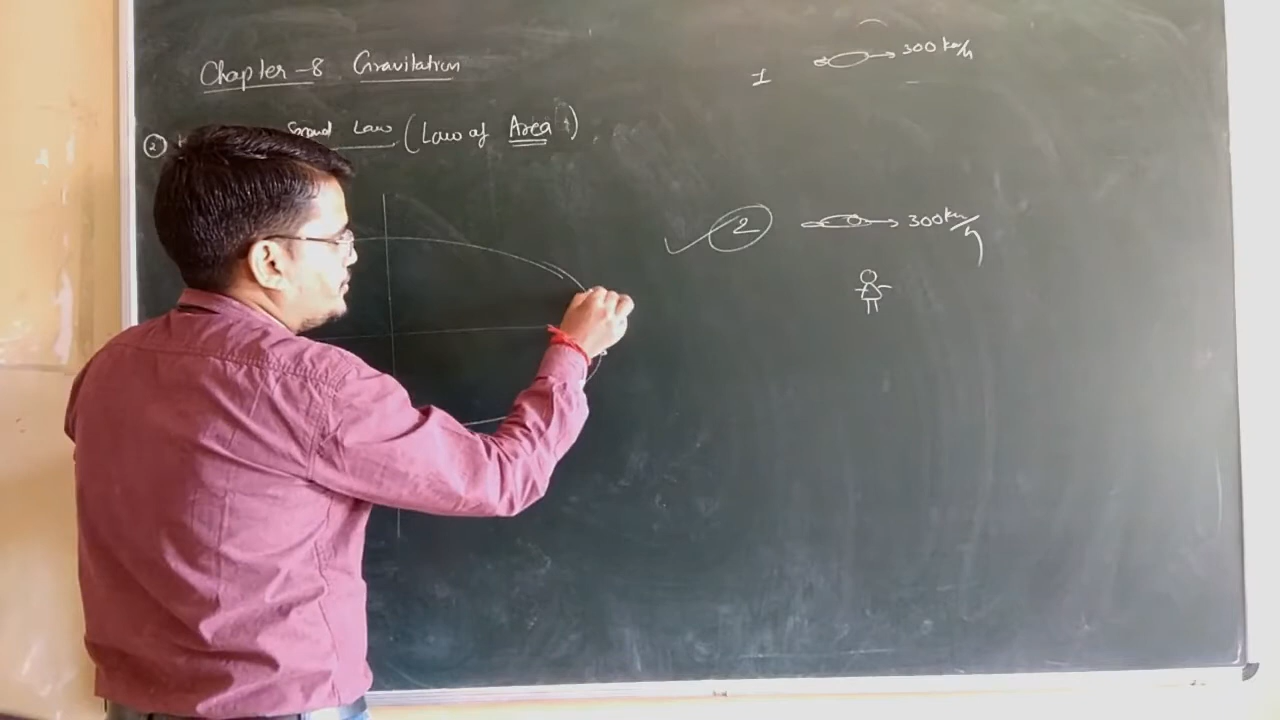 Chapter-8 Gravitation
② Second Law (Law of Area)
1 300 km/h
2 300 km/h